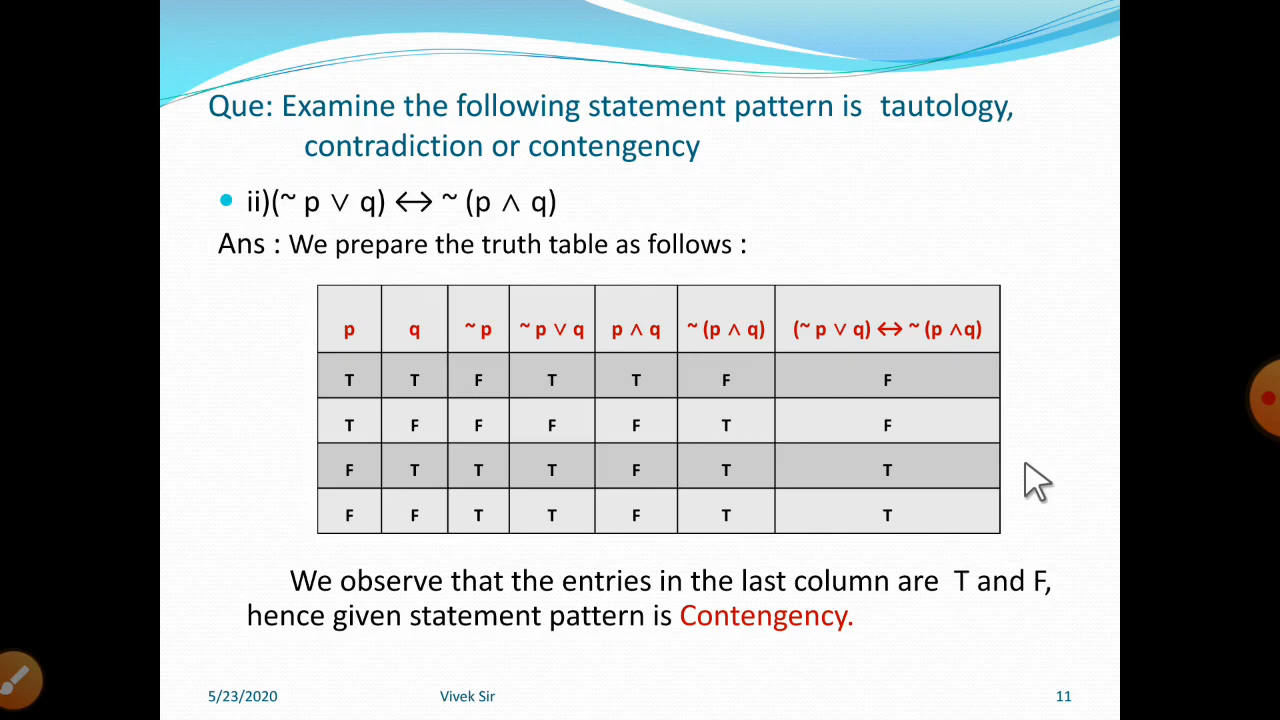 Que: Examine the following statement pattern is tautology,
contradiction or contengency
ii)(~ p ∨ q) ↔ ~ (p ∧ q)
Ans : We prepare the truth table as follows :
p q ~ p ~ p ∨ q p ∧ q ~ (p ∧ q) (~ p ∨ q) ↔ ~ (p ∧q)
T T F T T F F
T F F F F T F
F T T T F T T
F F T T F T T
We observe that the entries in the last column are T and F,
hence given statement pattern is Contengency.
5/23/2020 Vivek Sir 11